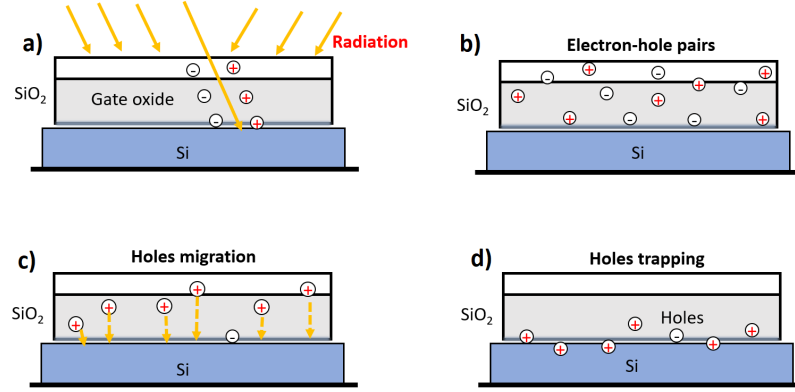 a)
Radiation
SiO2
Gate oxide
Si
b)
Electron-hole pairs
SiO2
Si
c)
Holes migration
SiO2
Si
d)
Holes trapping
SiO2
Holes
Si